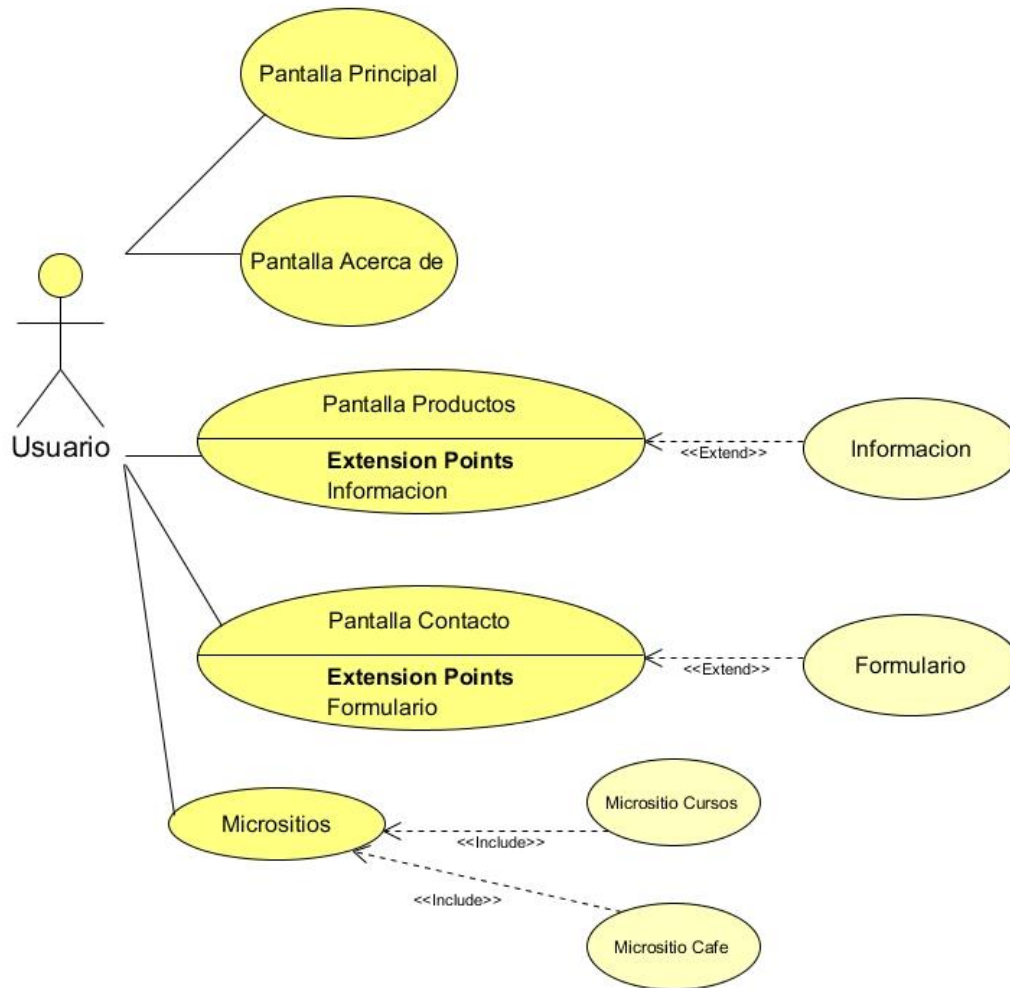 Pantalla Principal
Pantalla Acerca de
Usuario
Pantalla Productos
Extension Points
Informacion
<<Extend>>
Informacion
Pantalla Contacto
Extension Points
Formulario
<<Extend>>
Formulario
Micrositios
<<Include>>
Micrositio Cursos
<<Include>>
Micrositio Cafe